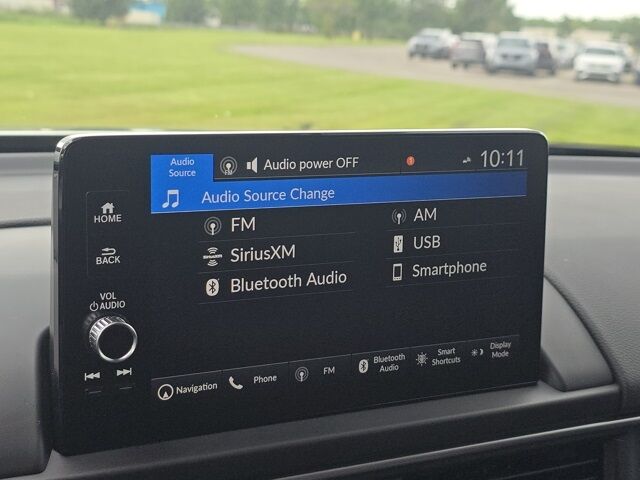 Audio
Source
Audio power OFF
10:11
Audio Source Change
HOME
BACK
VOL
AUDIO
FM
AM
SiriusXM
USB
Bluetooth Audio
Smartphone
Navigation
Phone
FM
Bluetooth
Audio
Smart
Shortcuts
Display
Mode